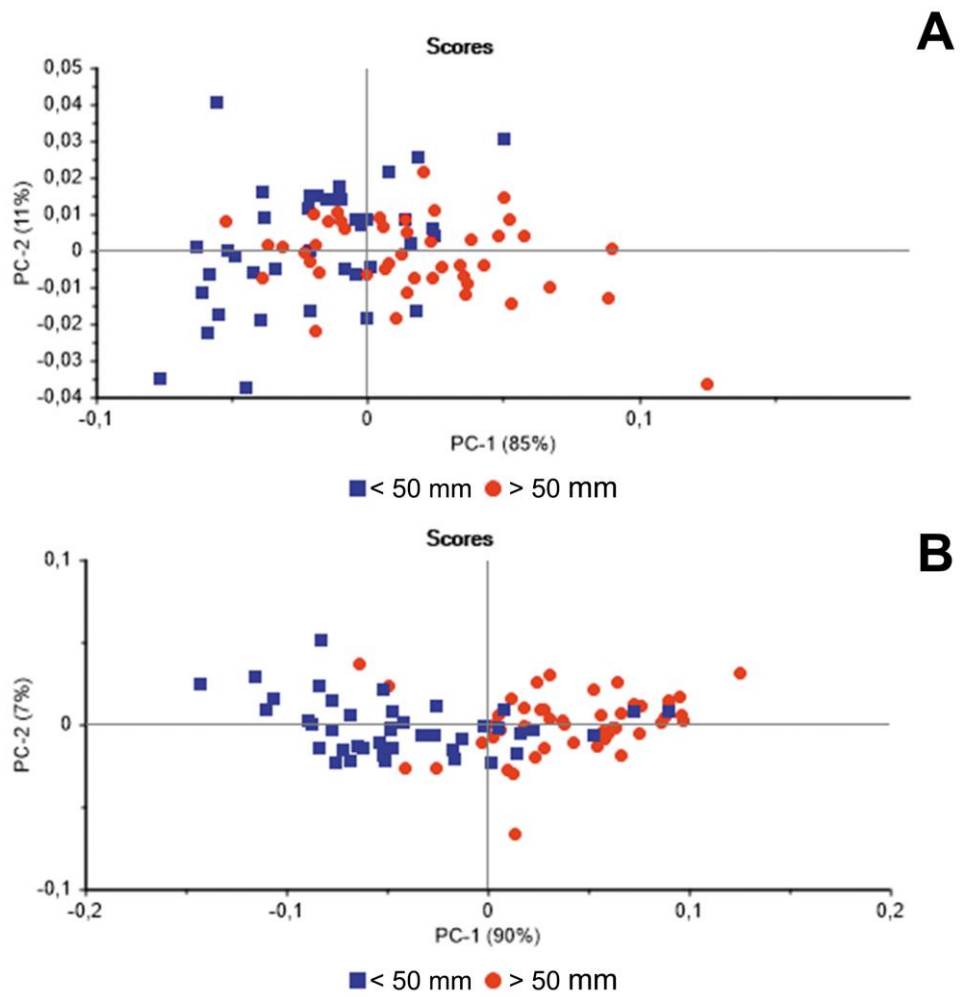 A
Scores
0,05
0,04
0,03
0,02
0,01
0
-0,01
-0,02
-0,03
-0,04
PC-2 (11%)
-0,1 0 0,1
PC-1 (85%)
< 50 mm > 50 mm
B
Scores
0,1
0
-0,1
PC-2 (7%)
-0,2 -0,1 0 0,1 0,2
PC-1 (90%)
< 50 mm > 50 mm